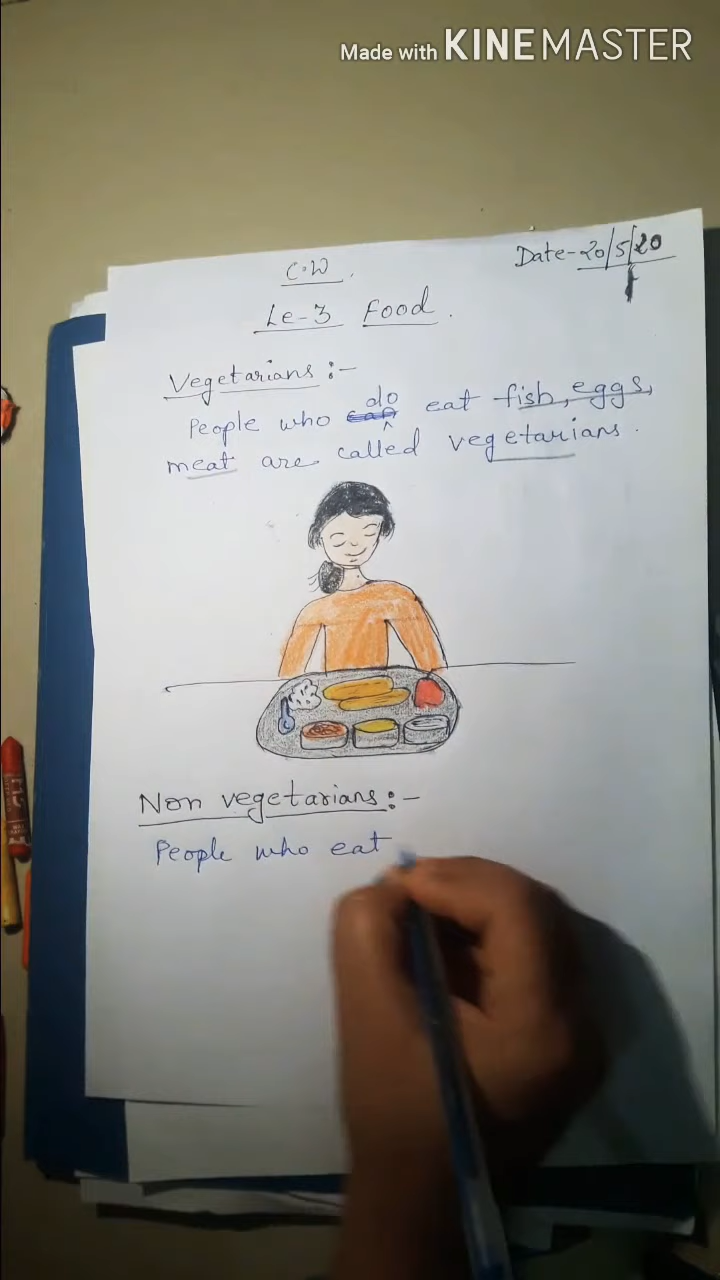 Made with KINEMASTER
C.W.
Date-20/5/20
Le-3 Food.
Vegetarians:-
do
People who can eat fish, eggs,
meat are called vegetarians.
Non vegetarians:-
People who eat